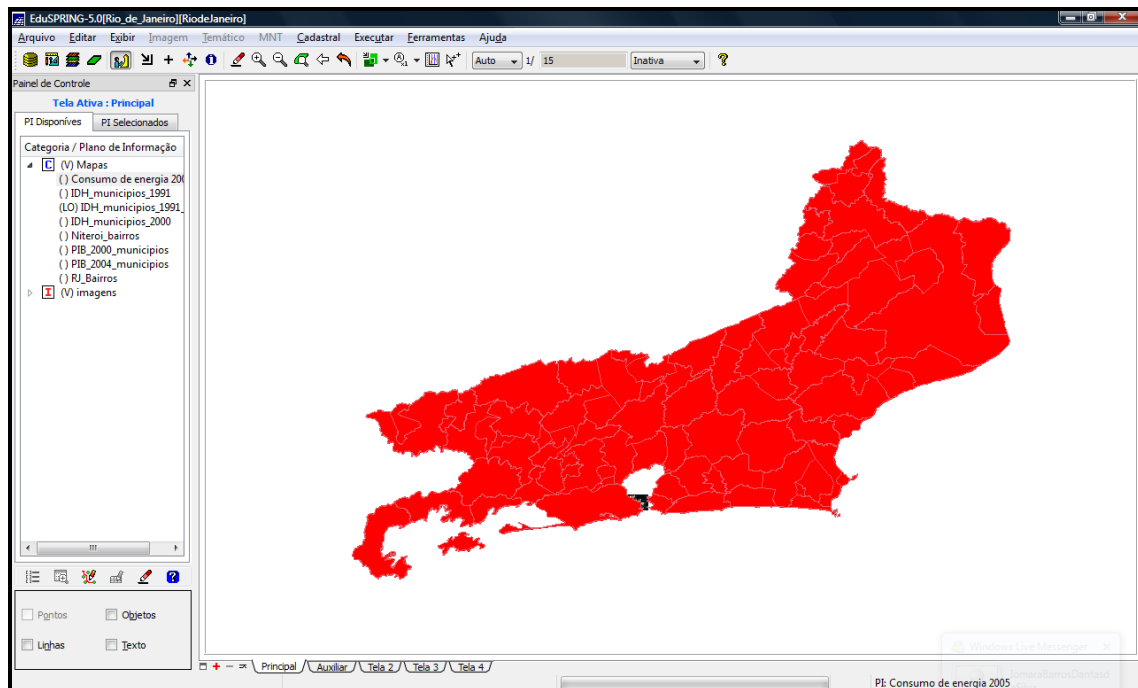 EduSPRING-5.0[Rio_de_Janeiro][RiodeJaneiro]
Arquivo Editar Exibir Imagem Temático MNT Cadastral Executar Ferramentas Ajuda
Auto 1/ 15 Inativa
Painel de Controle
Tela Ativa : Principal
PI Disponíves PI Selecionados
Categoria / Plano de Informação
C (V) Mapas
( ) Consumo de energia 200
( ) IDH_municipios_1991
(LO) IDH_municipios_1991_
( ) IDH_municipios_2000
( ) Niteroi_bairros
( ) PIB_2000_municipios
( ) PIB_2004_municipios
( ) RJ_Bairros
I (V) imagens
Pontos Objetos
Linhas Texto
Principal Auxiliar Tela 2 Tela 3 Tela 4
Windows Live Messenger
PI: Consumo de energia 2005